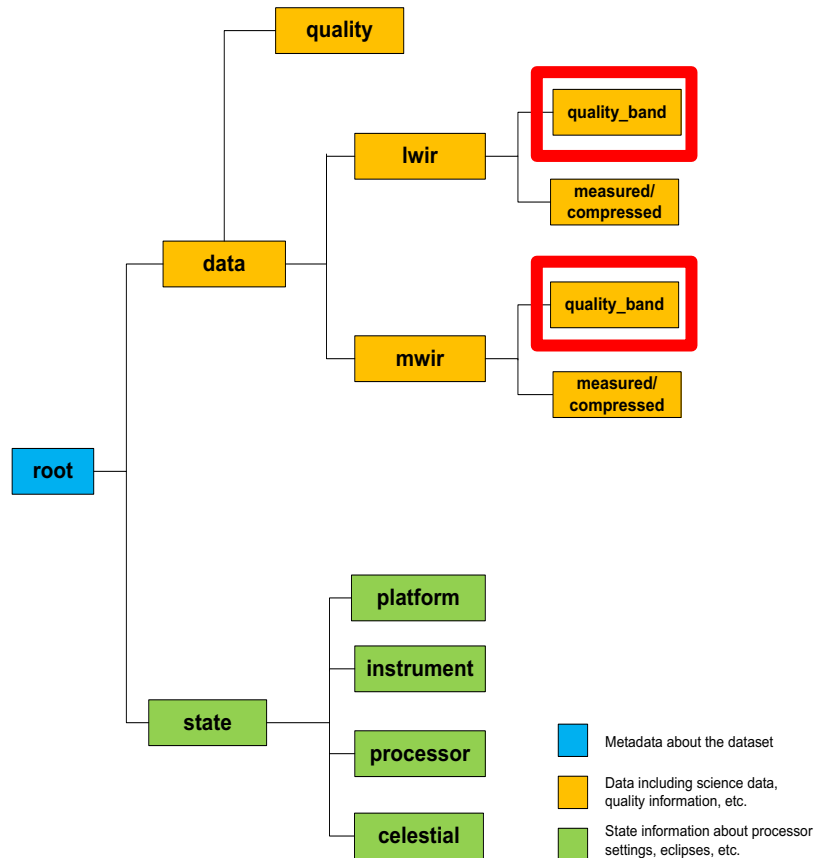 quality
quality_band
lwir
measured/
compressed
data
quality_band
mwir
measured/
compressed
root
platform
instrument
state
processor
celestial
Metadata about the dataset
Data including science data,
quality information, etc.
State information about processor
settings, eclipses, etc.